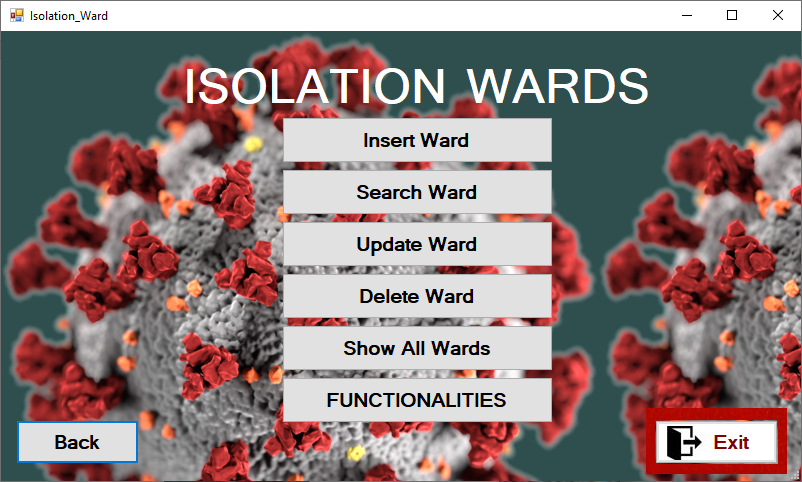 Isolation_Ward
ISOLATION WARDS
Insert Ward
Search Ward
Update Ward
Delete Ward
Show All Wards
FUNCTIONALITIES
Back
Exit